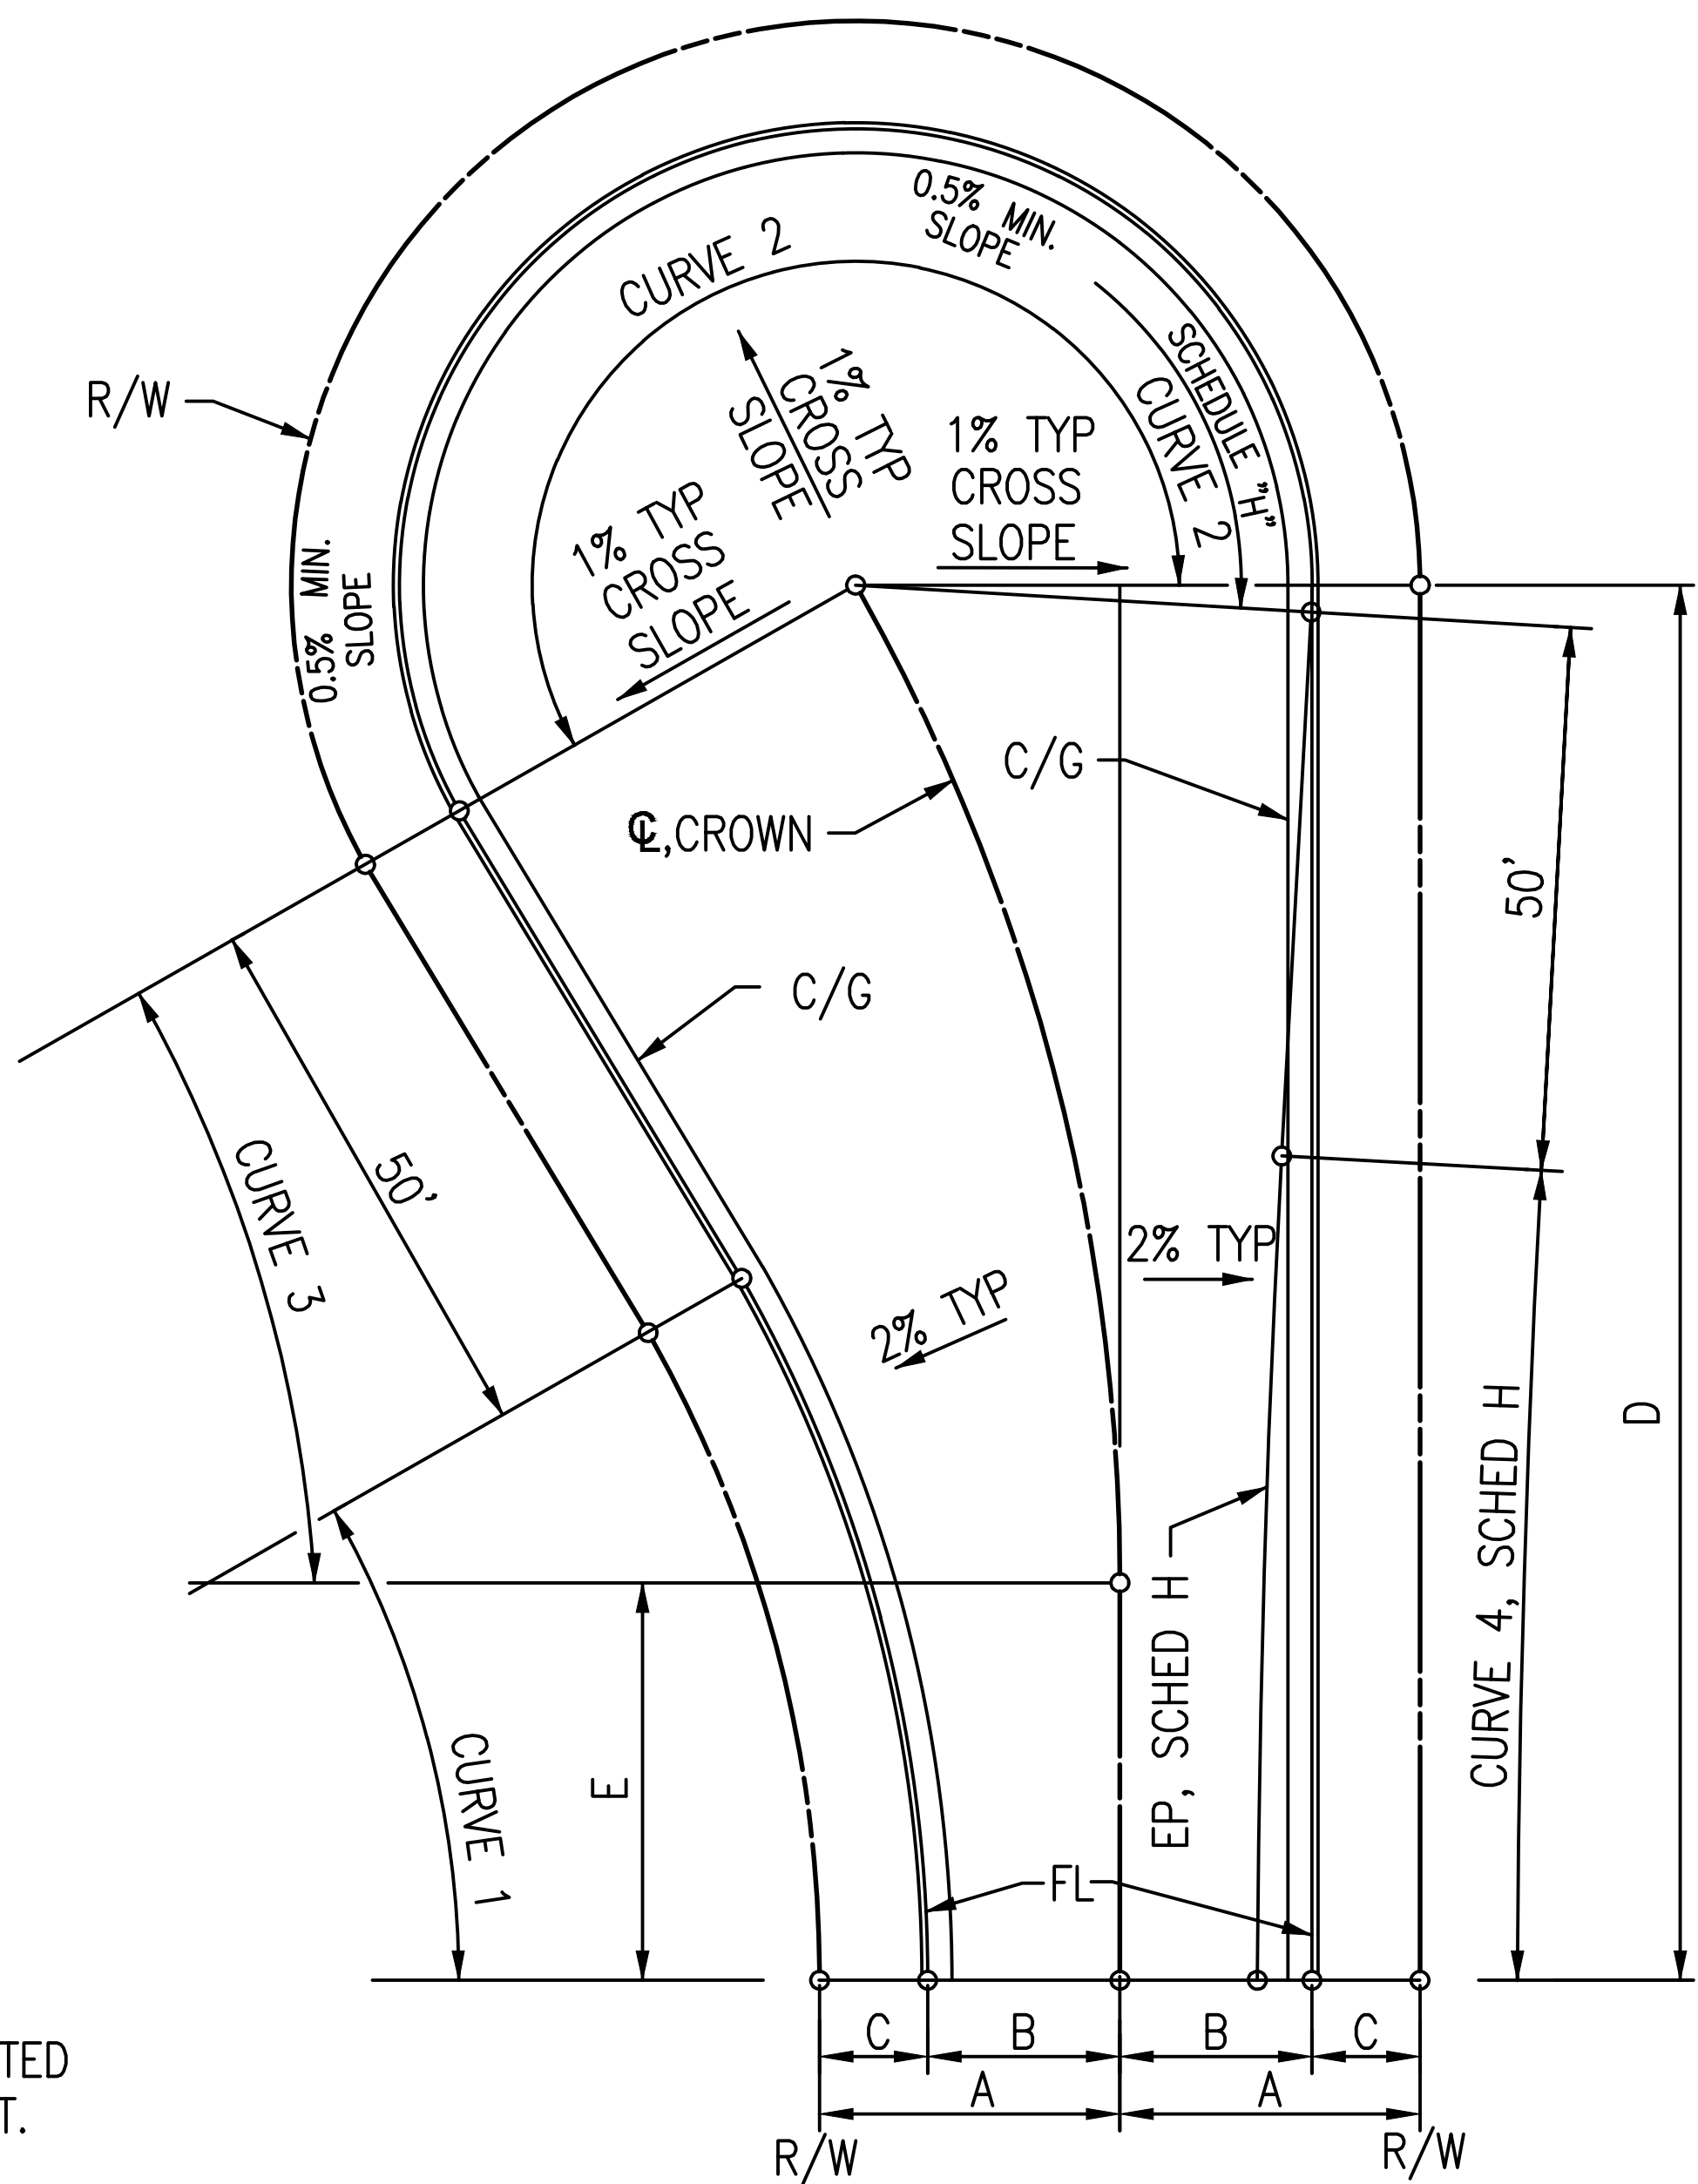 0.5% MIN.
SLOPE
CURVE 2
SCHEDULE "H"
CURVE 2
1% TYP
CROSS
SLOPE
1% TYP
CROSS
SLOPE
1% TYP
CROSS
SLOPE
R/W
0.5% MIN.
SLOPE
C/G
℄,CROWN
50'
C/G
CURVE 3
50'
2% TYP
2% TYP
D
CURVE 4, SCHED H
EP, SCHED H
CURVE 1
E
FL
C
B
B
C
A
A
R/W
R/W
TED
T.